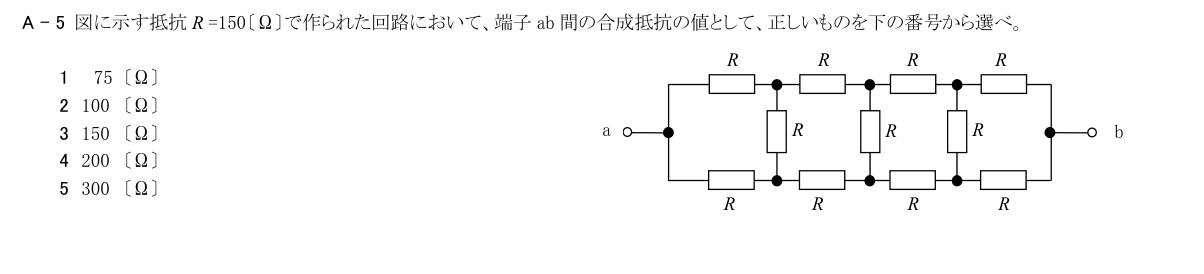 A－5 図に示す抵抗 R =150〔Ω〕で作られた回路において、端子 ab 間の合成抵抗の値として、正しいものを下の番号から選べ。
R R R R
1 75 〔Ω〕
2 100 〔Ω〕
3 150 〔Ω〕
4 200 〔Ω〕
5 300 〔Ω〕
a R R R b
R R R R